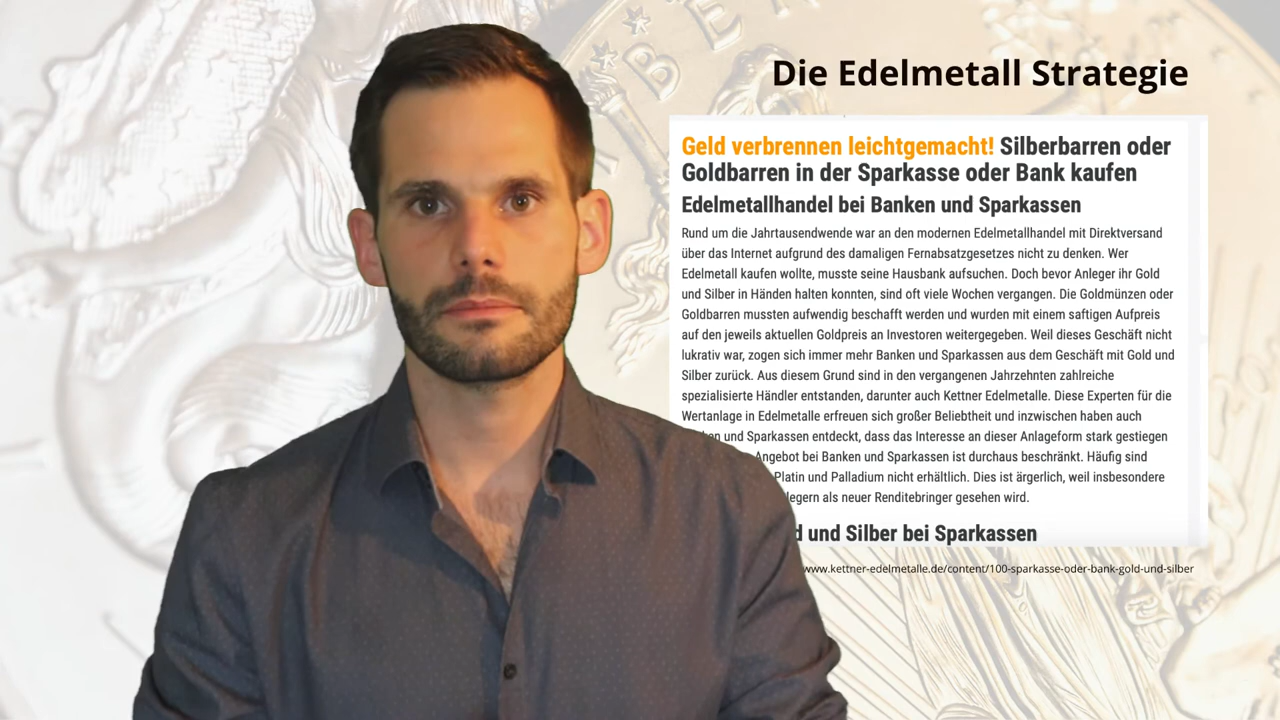 Die Edelmetall Strategie
Geld verbrennen leichtgemacht! Silberbarren oder
Goldbarren in der Sparkasse oder Bank kaufen
Edelmetallhandel bei Banken und Sparkassen
Rund um die Jahrtausendwende war an den modernen Edelmetallhandel mit Direktversand
über das Internet aufgrund des damaligen Fernabsatzgesetzes nicht zu denken. Wer
Edelmetall kaufen wollte, musste seine Hausbank aufsuchen. Doch bevor Anleger ihr Gold
und Silber in Händen halten konnten, sind oft viele Wochen vergangen. Die Goldmünzen oder
Goldbarren mussten aufwendig beschafft werden und wurden mit einem saftigen Aufpreis
auf den jeweils aktuellen Goldpreis an Investoren weitergegeben. Weil dieses Geschäft nicht
lukrativ war, zogen sich immer mehr Banken und Sparkassen aus dem Geschäft mit Gold und
Silber zurück. Aus diesem Grund sind in den vergangenen Jahrzehnten zahlreiche
spezialisierte Händler entstanden, darunter auch Kettner Edelmetalle. Diese Experten für die
Wertanlage in Edelmetalle erfreuen sich großer Beliebtheit und inzwischen haben auch
und Sparkassen entdeckt, dass das Interesse an dieser Anlageform stark gestiegen
Angebot bei Banken und Sparkassen ist durchaus beschränkt. Häufig sind
Platin und Palladium nicht erhältlich. Dies ist ärgerlich, weil insbesondere
legern als neuer Renditebringer gesehen wird.
d und Silber bei Sparkassen
www.kettner-edelmetalle.de/content/100-sparkasse-oder-bank-gold-und-silber